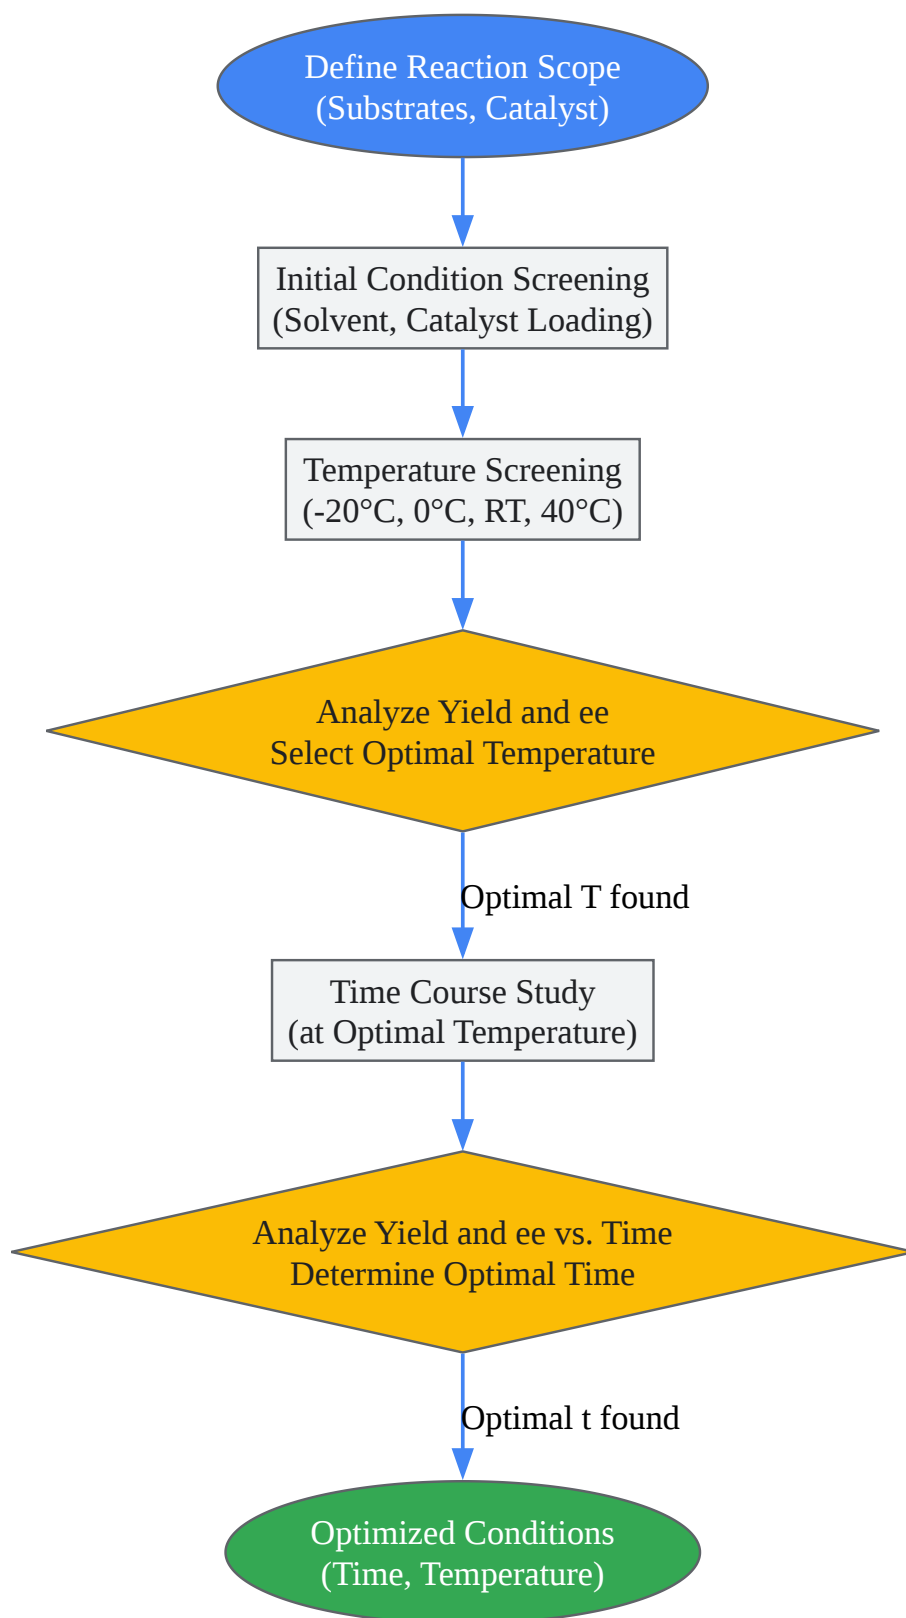 Define Reaction Scope
(Substrates, Catalyst)
Initial Condition Screening
(Solvent, Catalyst Loading)
Temperature Screening
(-20°C, 0°C, RT, 40°C)
Analyze Yield and ee
Select Optimal Temperature
Optimal T found
Time Course Study
(at Optimal Temperature)
Analyze Yield and ee vs. Time
Determine Optimal Time
Optimal t found
Optimized Conditions
(Time, Temperature)